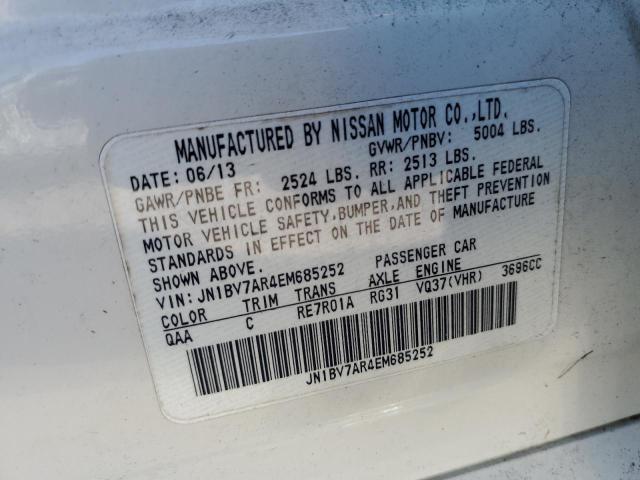 MANUFACTURED BY NISSAN MOTOR CO.,LTD.
DATE: 06/13 GVWR/PNBV: 5004 LBS.
GAWR/PNBE FR: 2524 LBS. RR: 2513 LBS.
THIS VEHICLE CONFORMS TO ALL APPLICABLE FEDERAL
MOTOR VEHICLE SAFETY, BUMPER, AND THEFT PREVENTION
STANDARDS IN EFFECT ON THE DATE OF MANUFACTURE
SHOWN ABOVE.
VIN: JN1BV7AR4EM685252 PASSENGER CAR
COLOR TRIM TRANS AXLE ENGINE
QAA C RE7R01A RG31 VQ37(VHR) 3696CC
JN1BV7AR4EM685252